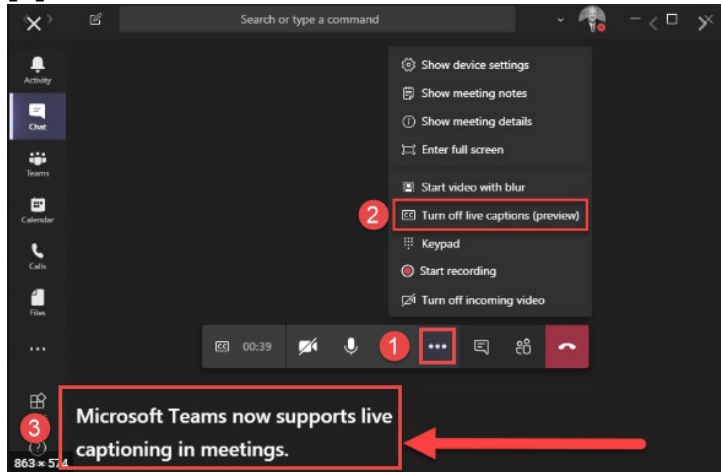 Search or type a command
Activity
Chat
Teams
Calendar
Calls
Files
Show device settings
Show meeting notes
Show meeting details
Enter full screen
Start video with blur
2
CC Turn off live captions (preview)
Keypad
Start recording
Turn off incoming video
CC 00:39
1
3
Microsoft Teams now supports live
captioning in meetings.
863 × 574